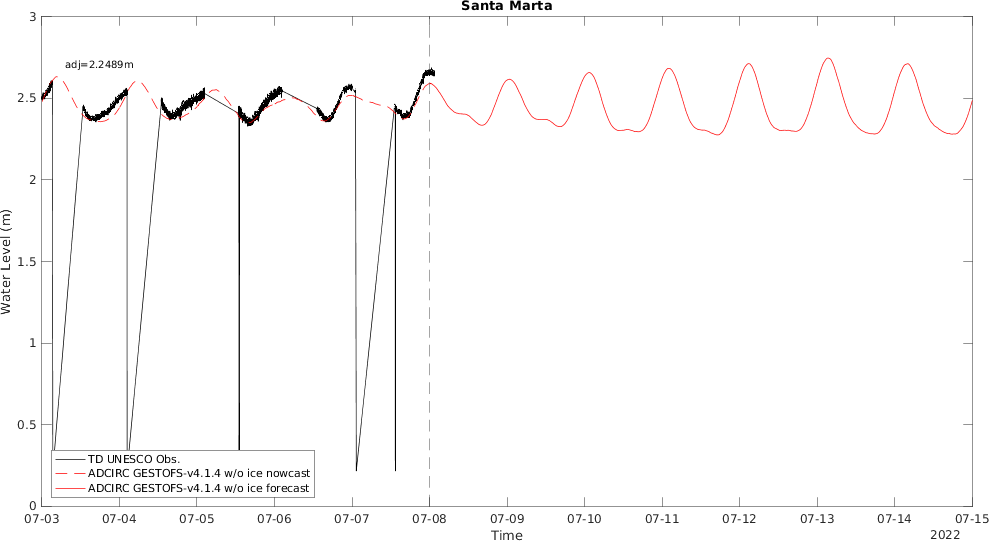 Santa Marta
3
adj=2.2489m
2.5
2
1.5
1
0.5
0
Water Level (m)
TD UNESCO Obs.
ADCIRC GESTOFS-v4.1.4 w/o ice nowcast
ADCIRC GESTOFS-v4.1.4 w/o ice forecast
07-03 07-04 07-05 07-06 07-07 07-08 07-09 07-10 07-11 07-12 07-13 07-14 07-15
Time
2022